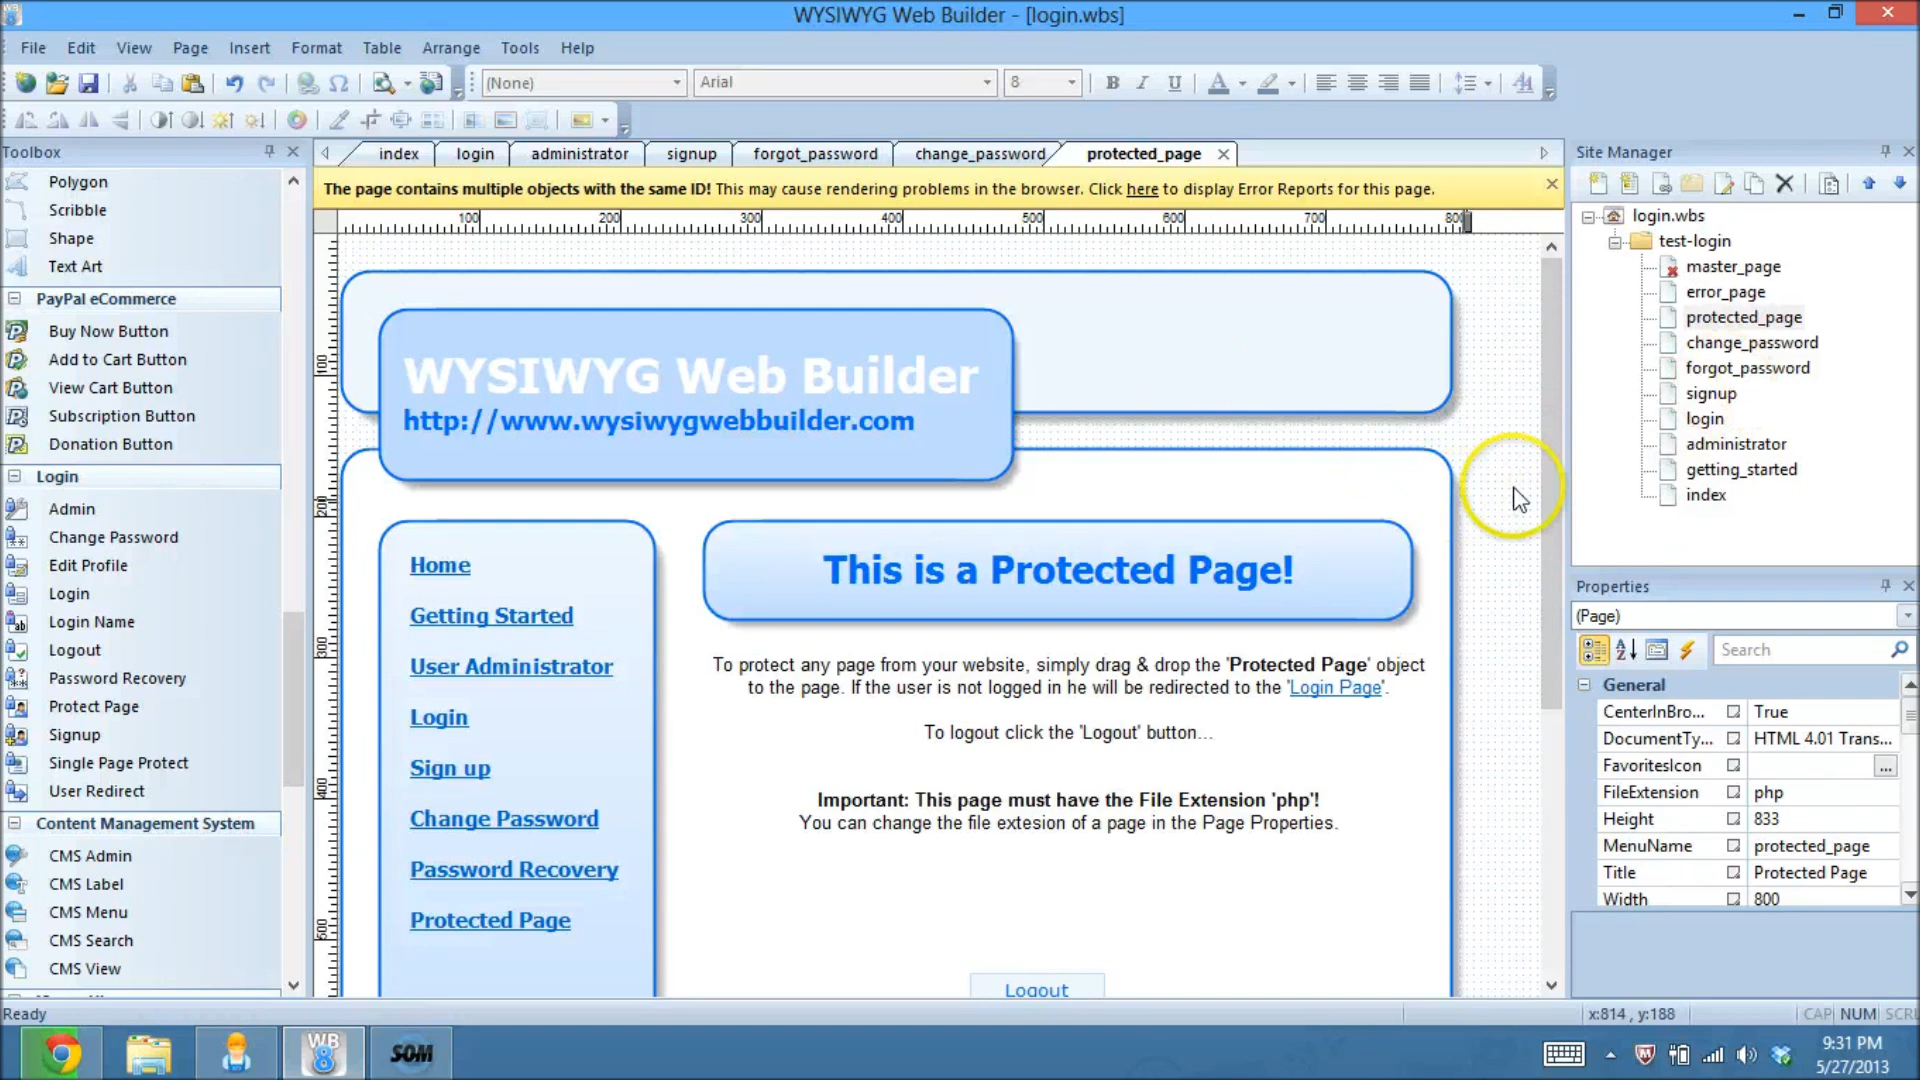 WYSIWYG Web Builder - [login.wbs]
File Edit View Page Insert Format Table Arrange Tools Help
(None) Arial 8 B I U
Toolbox
Polygon
Scribble
Shape
Text Art
PayPal eCommerce
Buy Now Button
Add to Cart Button
View Cart Button
Subscription Button
Donation Button
Login
Admin
Change Password
Edit Profile
Login
Login Name
Logout
Password Recovery
Protect Page
Signup
Single Page Protect
User Redirect
Content Management System
CMS Admin
CMS Label
CMS Menu
CMS Search
CMS View
index login administrator signup forgot_password change_password protected_page
The page contains multiple objects with the same ID! This may cause rendering problems in the browser. Click here to display Error Reports for this page.
100 200 300 400 500 600 700 800
100
200
300
400
500
WYSIWYG Web Builder
http://www.wysiwygwebbuilder.com
Home
Getting Started
User Administrator
Login
Sign up
Change Password
Password Recovery
Protected Page
This is a Protected Page!
To protect any page from your website, simply drag & drop the 'Protected Page' object
to the page. If the user is not logged in he will be redirected to the 'Login Page'.
To logout click the 'Logout' button...
Important: This page must have the File Extension 'php'!
You can change the file extesion of a page in the Page Properties.
Logout
Site Manager
login.wbs
test-login
master_page
error_page
protected_page
change_password
forgot_password
signup
login
administrator
getting_started
index
Properties
(Page)
Search
General
CenterInBro... True
DocumentTy... HTML 4.01 Trans...
FavoritesIcon ...
FileExtension php
Height 833
MenuName protected_page
Title Protected Page
Width 800
Ready
x:814 , y:188 CAP NUM SCRL
WB
8
SOM
9:31 PM
5/27/2013